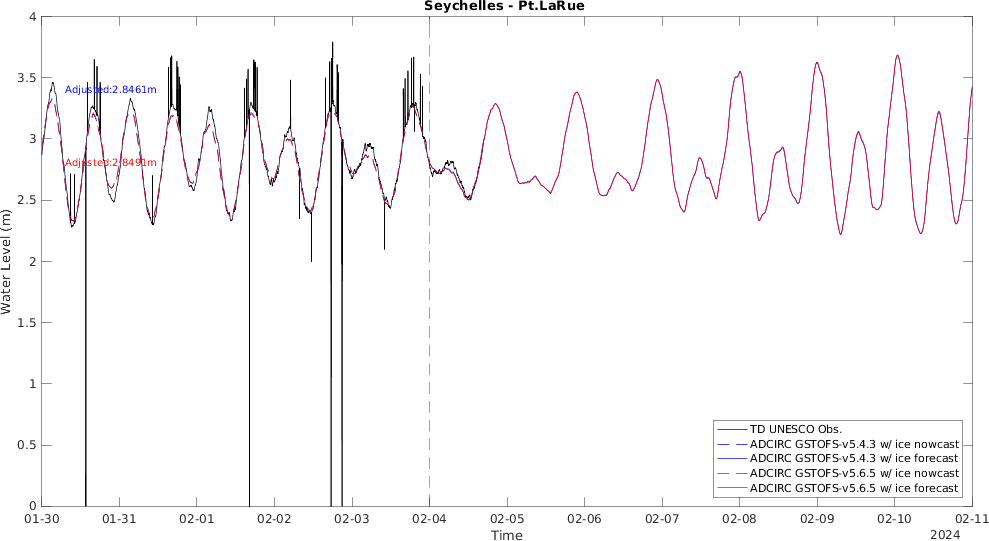 Seychelles - Pt.LaRue
4
3.5
3
2.5
2
1.5
1
0.5
0
Water Level (m)
Adjusted:2.8461m
Adjusted:2.8491m
TD UNESCO Obs.
ADCIRC GSTOFS-v5.4.3 w/ ice nowcast
ADCIRC GSTOFS-v5.4.3 w/ ice forecast
ADCIRC GSTOFS-v5.6.5 w/ ice nowcast
ADCIRC GSTOFS-v5.6.5 w/ ice forecast
01-30 01-31 02-01 02-02 02-03 02-04 02-05 02-06 02-07 02-08 02-09 02-10 02-11
Time
2024